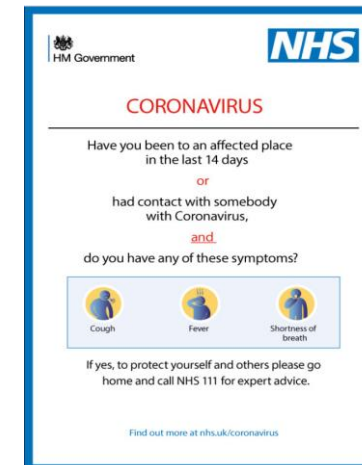 HM Government
NHS
CORONAVIRUS
Have you been to an affected place
in the last 14 days
or
had contact with somebody
with Coronavirus,
and
do you have any of these symptoms?
Cough
Fever
Shortness of
breath
If yes, to protect yourself and others please go
home and call NHS 111 for expert advice.
Find out more at nhs.uk/coronavirus